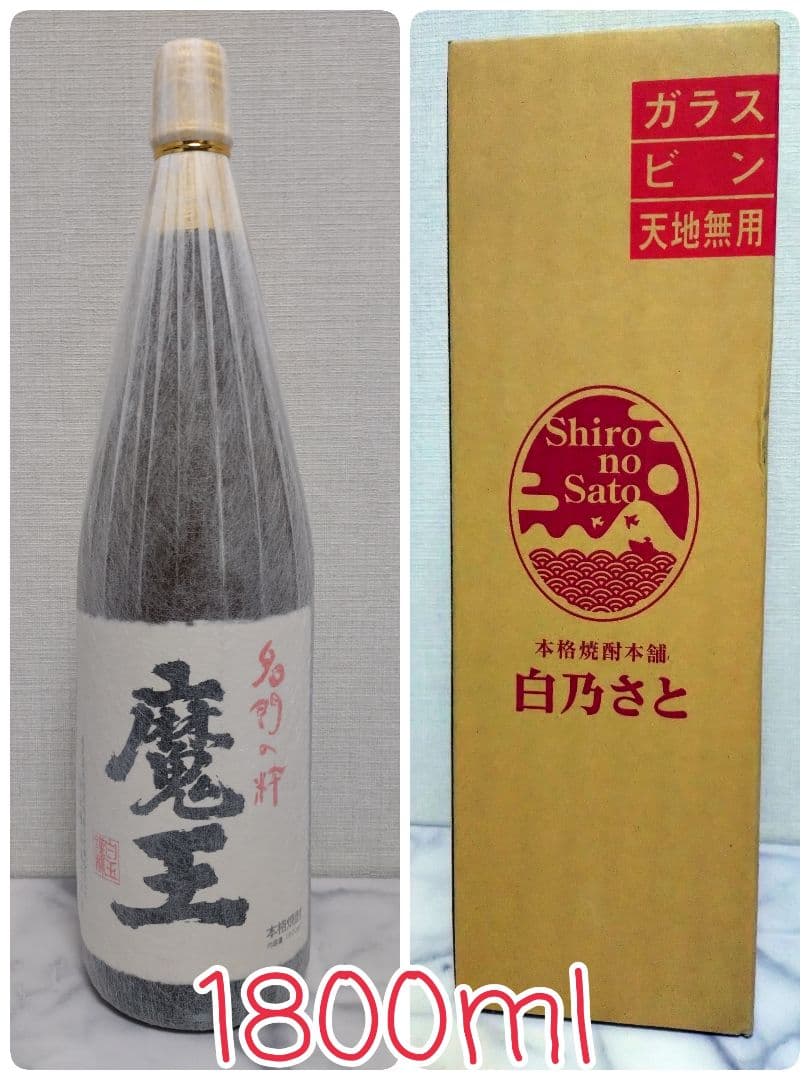 名門の粋
魔王
本格焼酎
ガラス
ビン
天地無用
Shiro
no
Sato
本格焼酎本舗
白乃さと
1800ml